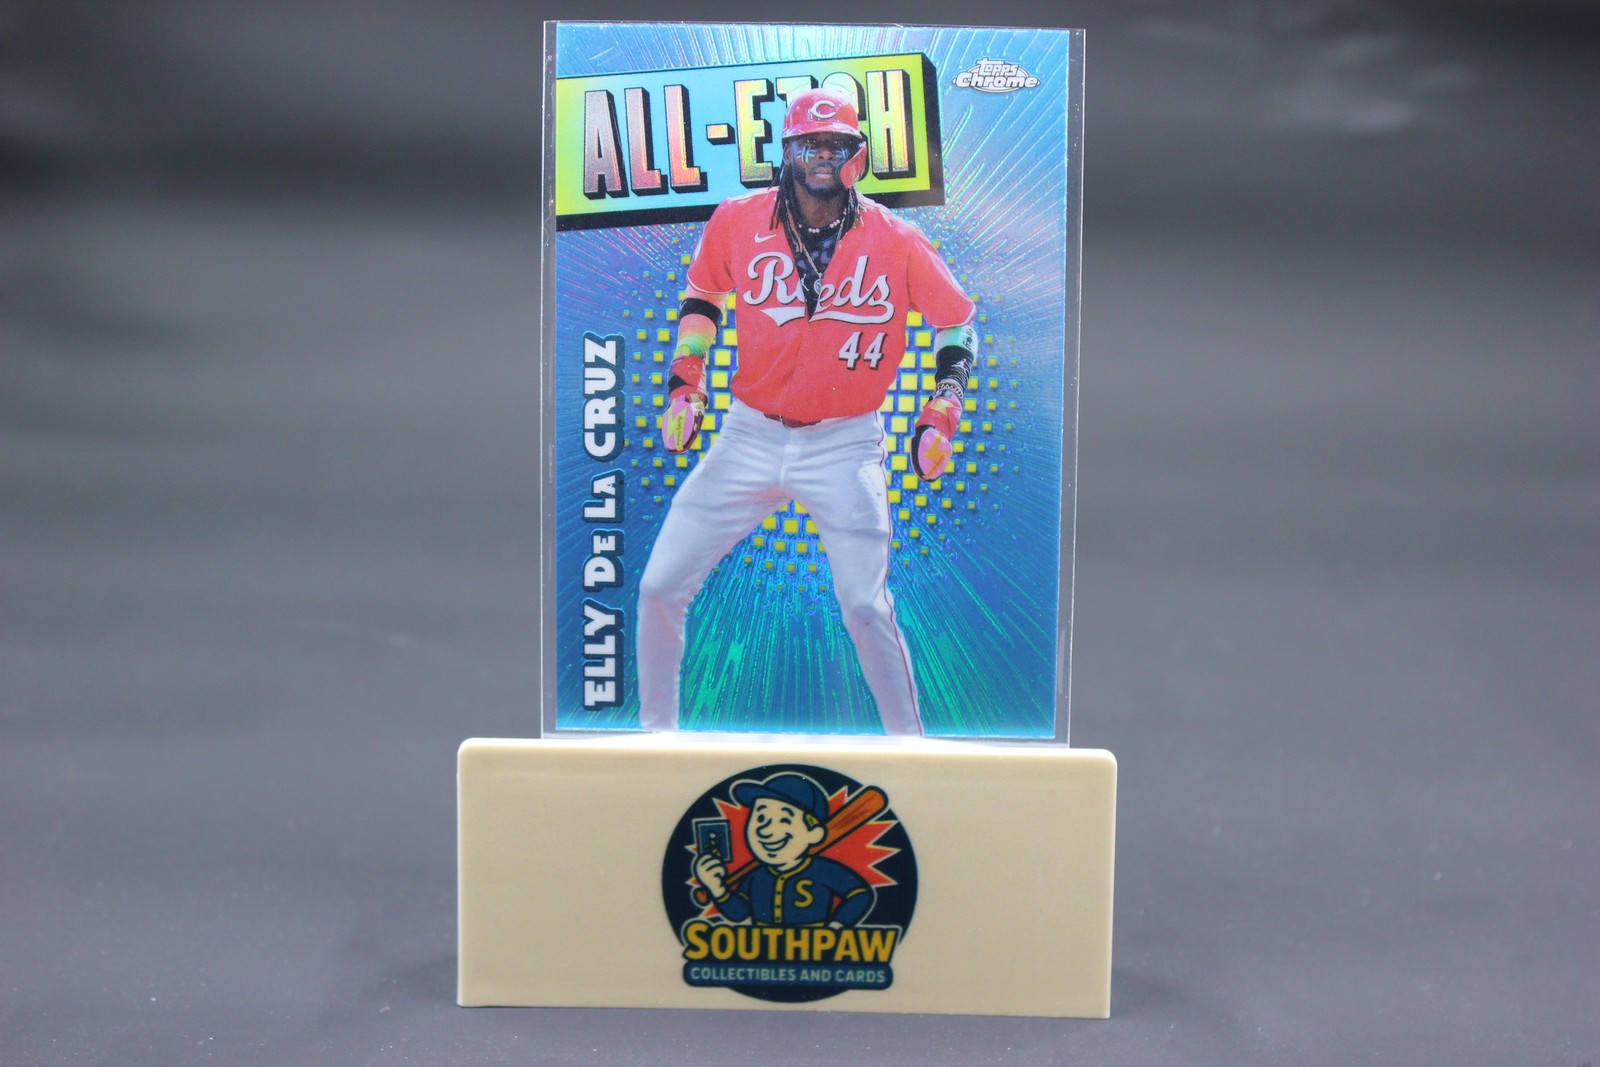 ALL-ETCH
Topps
Chrome
C
Reds
44
ELLY DE LA CRUZ
S
SOUTHPAW
COLLECTIBLES AND CARDS